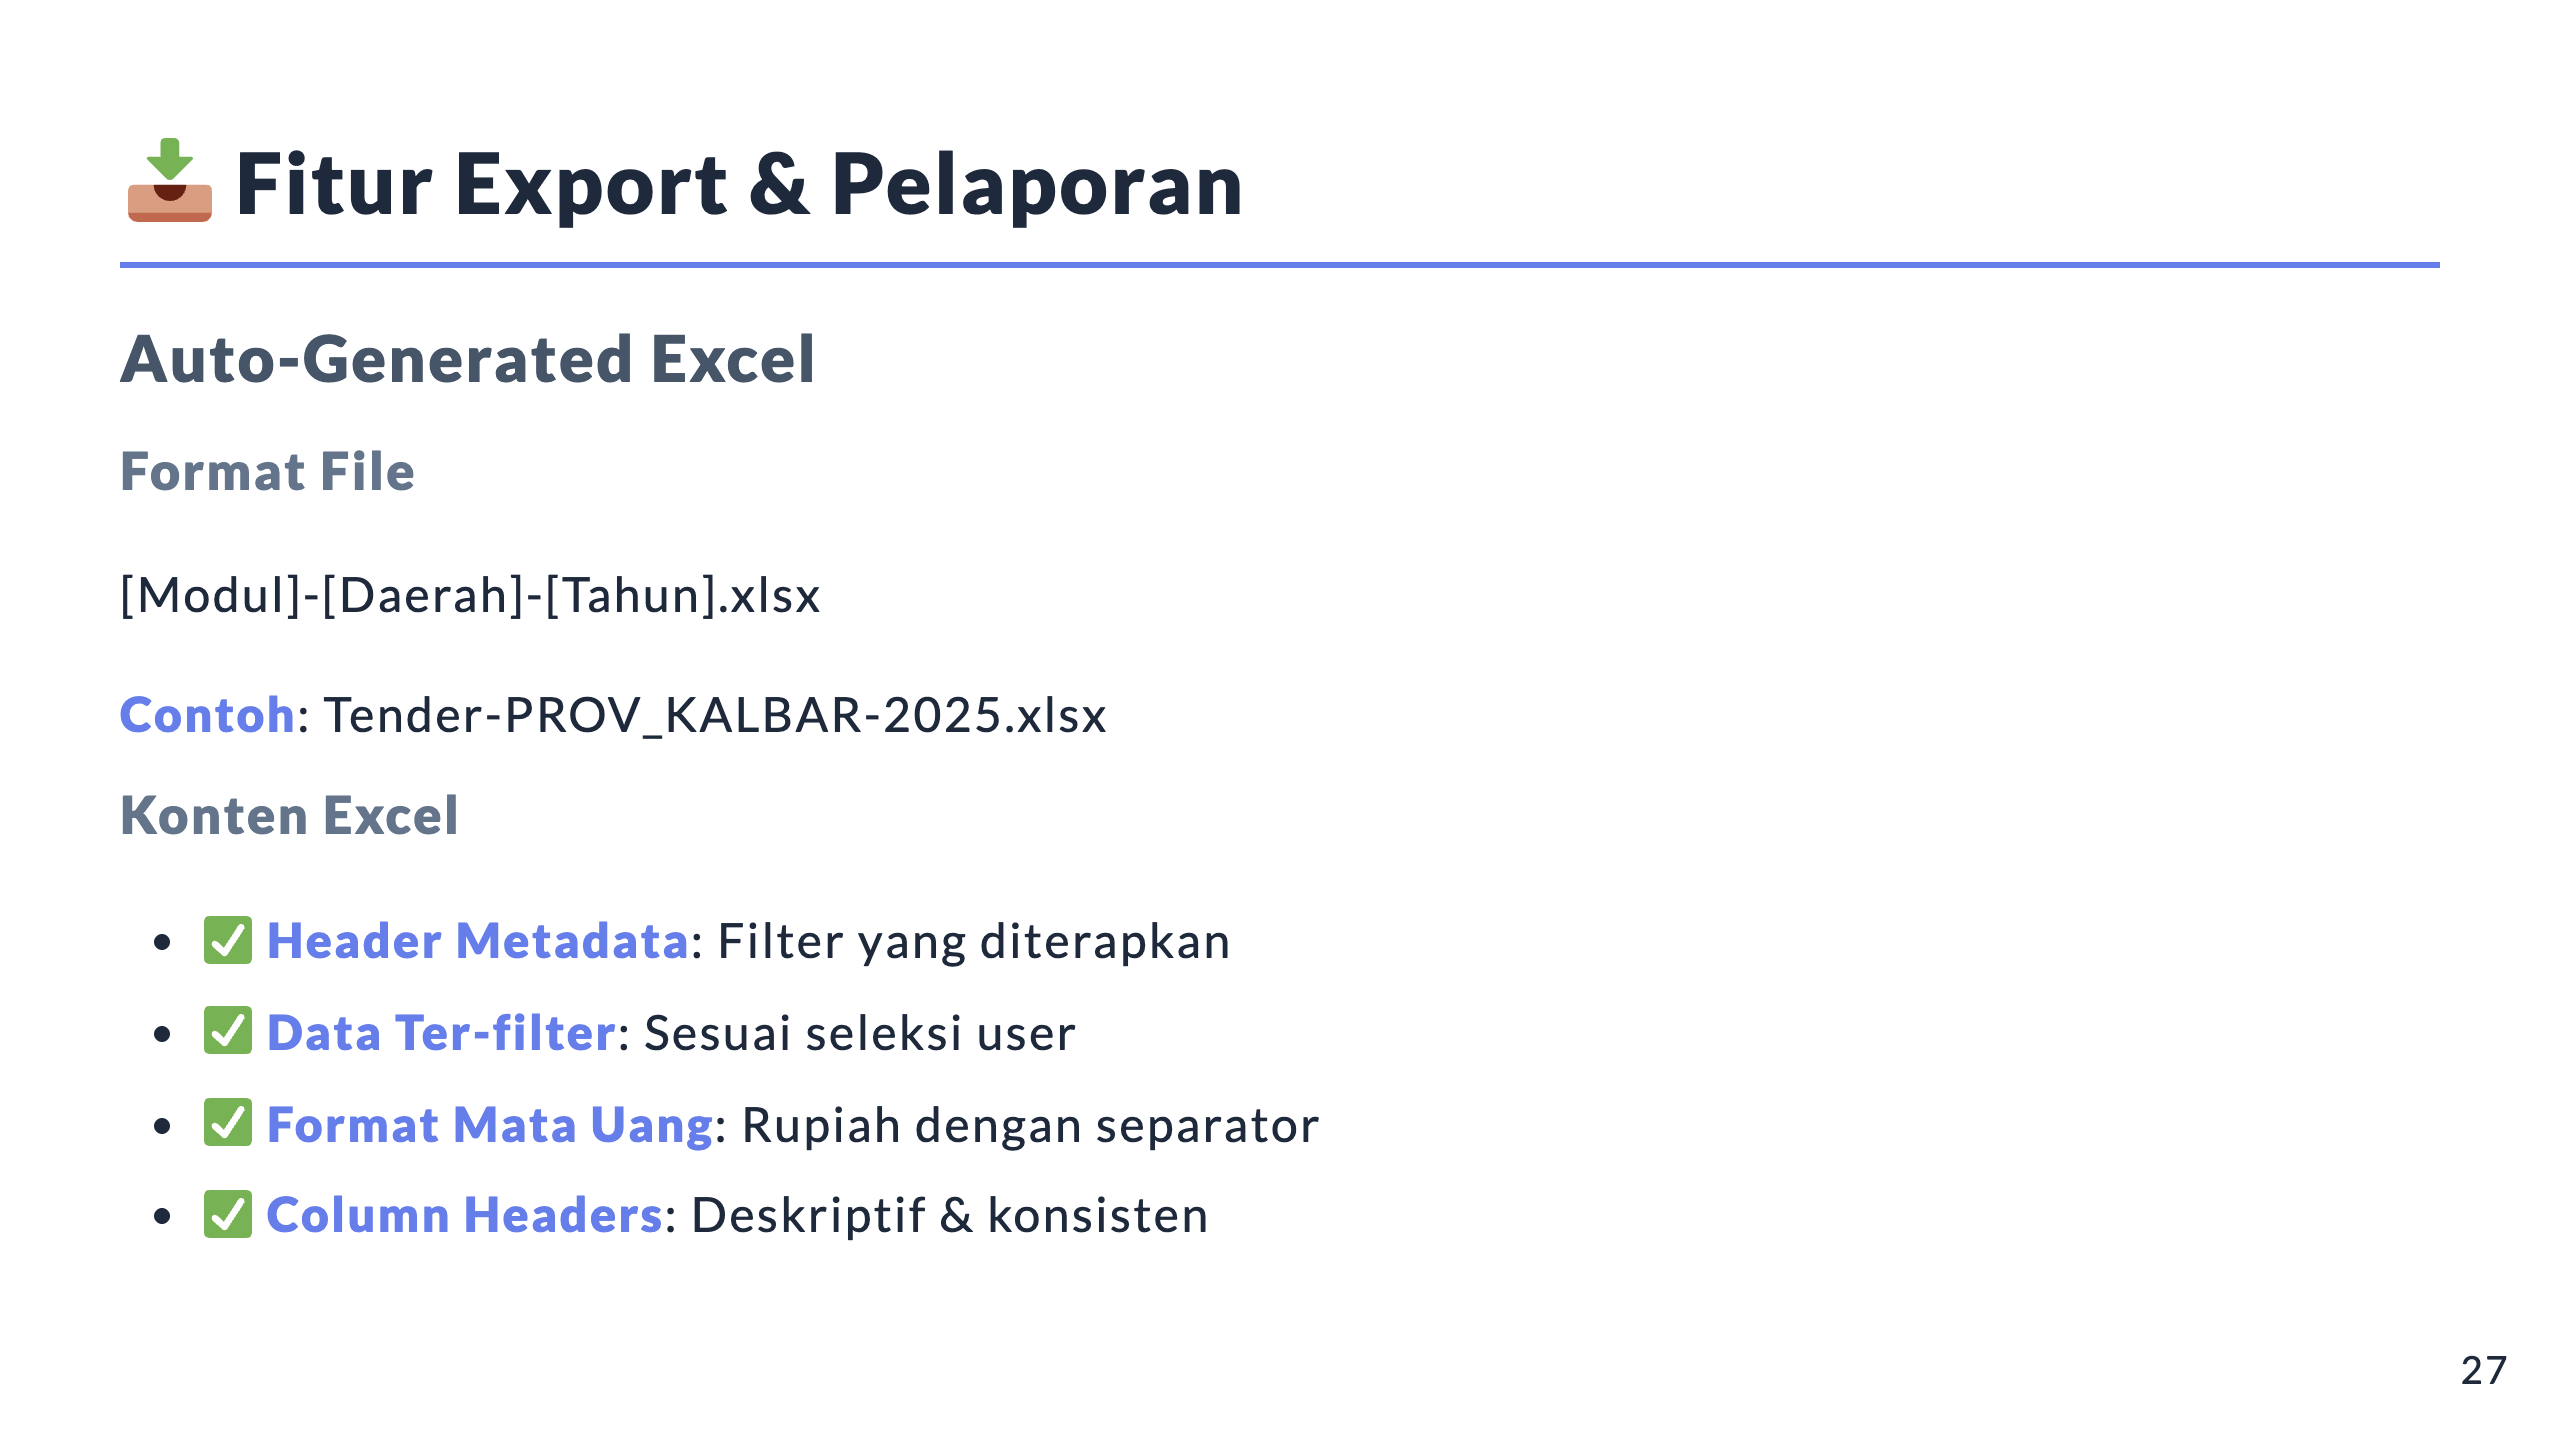 Fitur Export & Pelaporan
Auto-Generated Excel
Format File
[Modul]-[Daerah]-[Tahun].xlsx
Contoh: Tender-PROV_KALBAR-2025.xlsx
Konten Excel
• ✅ Header Metadata: Filter yang diterapkan
• ✅ Data Ter-filter: Sesuai seleksi user
• ✅ Format Mata Uang: Rupiah dengan separator
• ✅ Column Headers: Deskriptif & konsisten
27